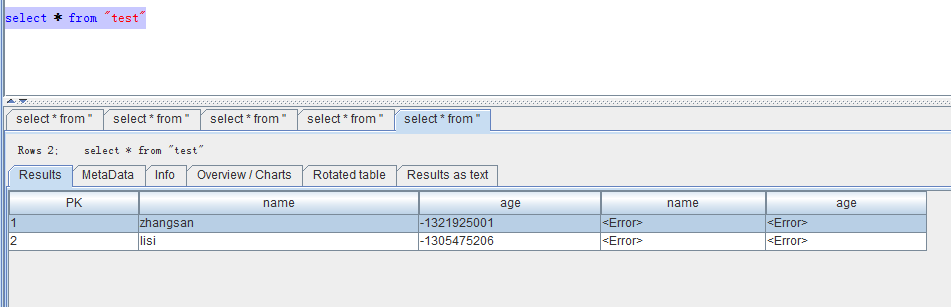 select * from "test"
select * from " select * from " select * from " select * from " select * from "
Rows 2; select * from "test"
Results MetaData Info Overview / Charts Rotated table Results as text
PK name age name age
1 zhangsan -1321925001 <Error> <Error>
2 lisi -1305475206 <Error> <Error>